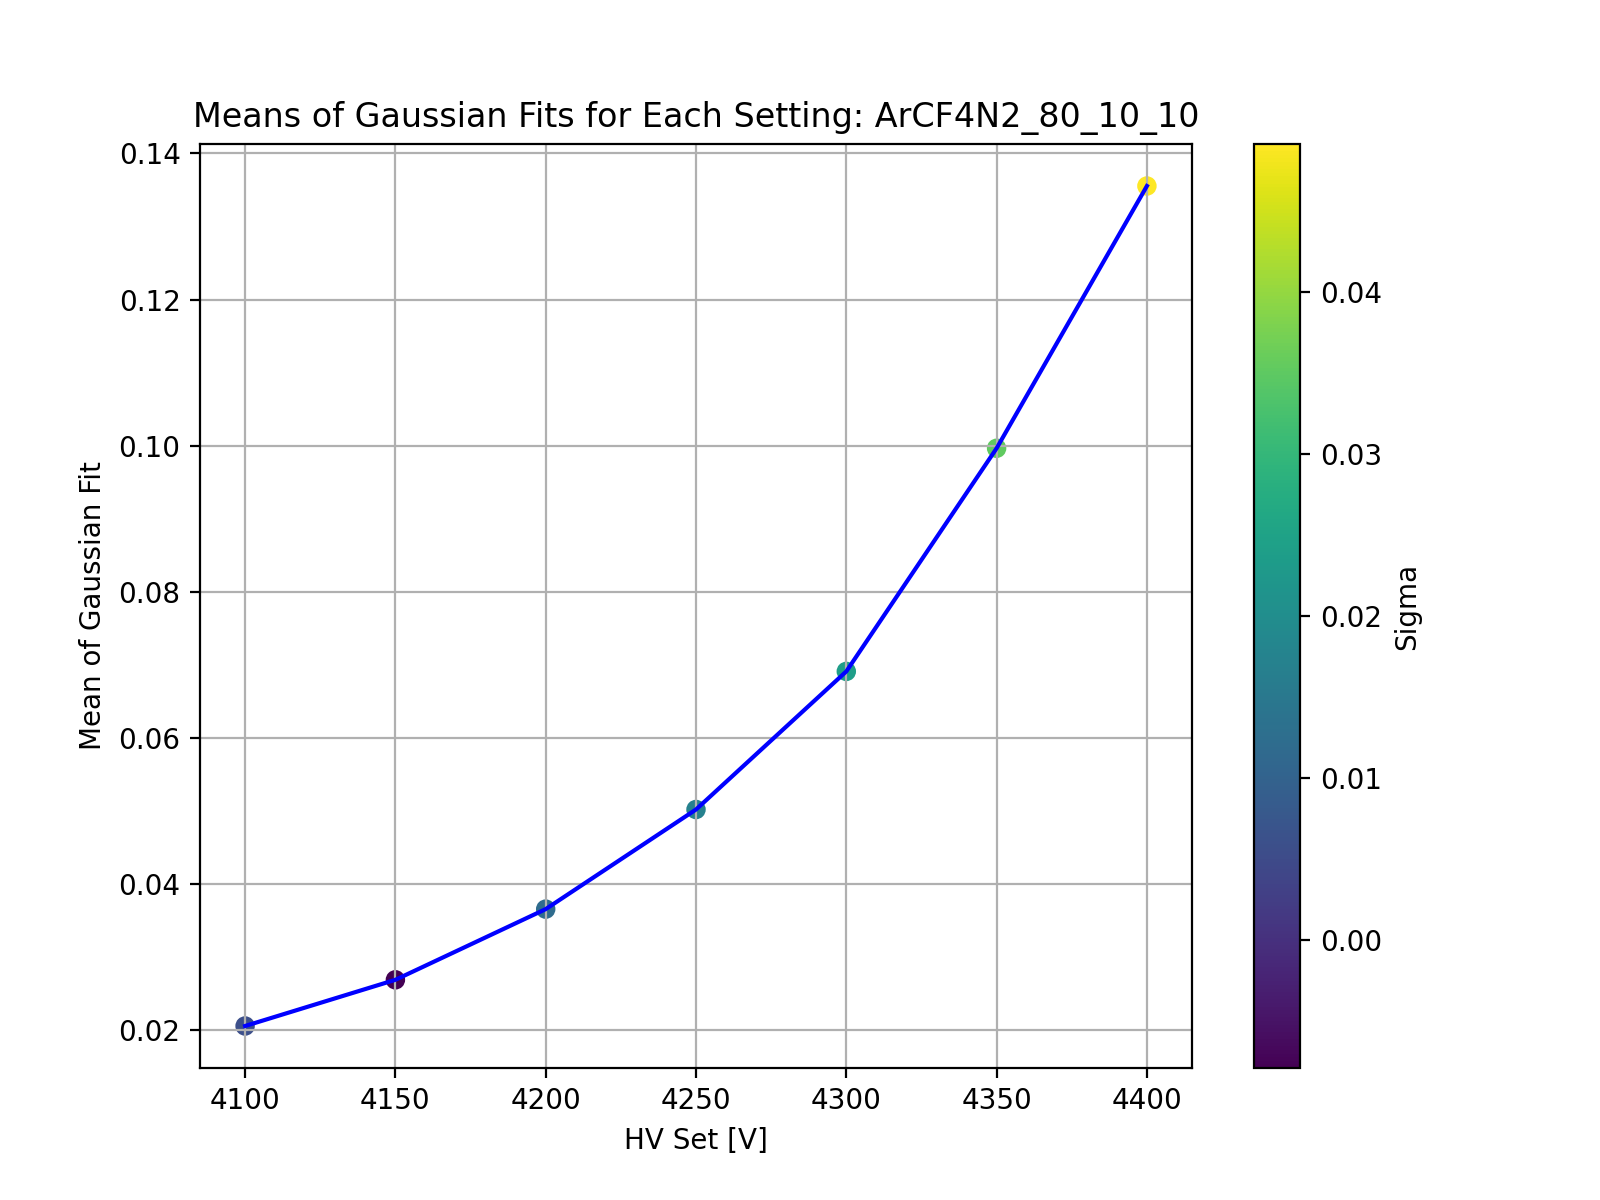 Means of Gaussian Fits for Each Setting: ArCF4N2_80_10_10
0.14
0.12
0.10
0.08
0.06
0.04
0.02
Mean of Gaussian Fit
4100 4150 4200 4250 4300 4350 4400
HV Set [V]
0.04
0.03
0.02
0.01
0.00
Sigma